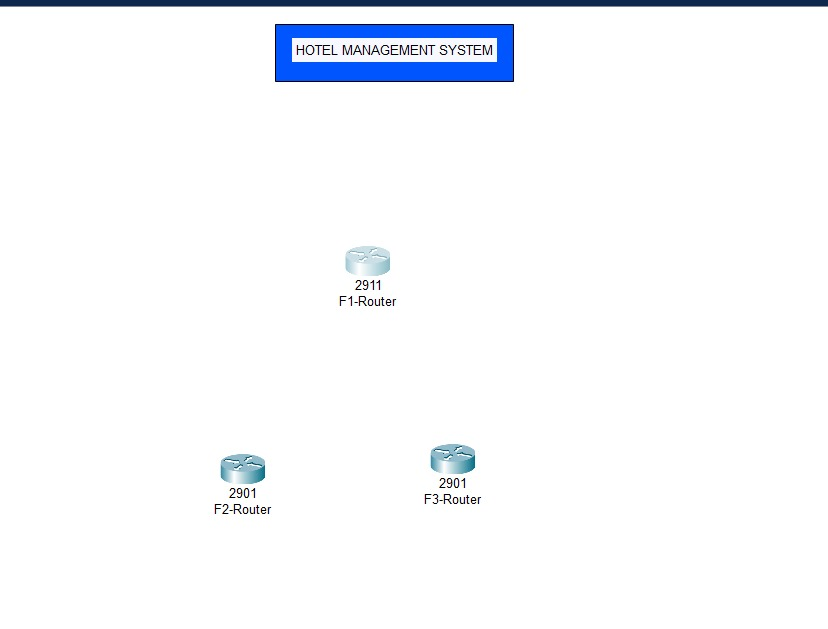 HOTEL MANAGEMENT SYSTEM
2911
F1-Router
2901
F2-Router
2901
F3-Router